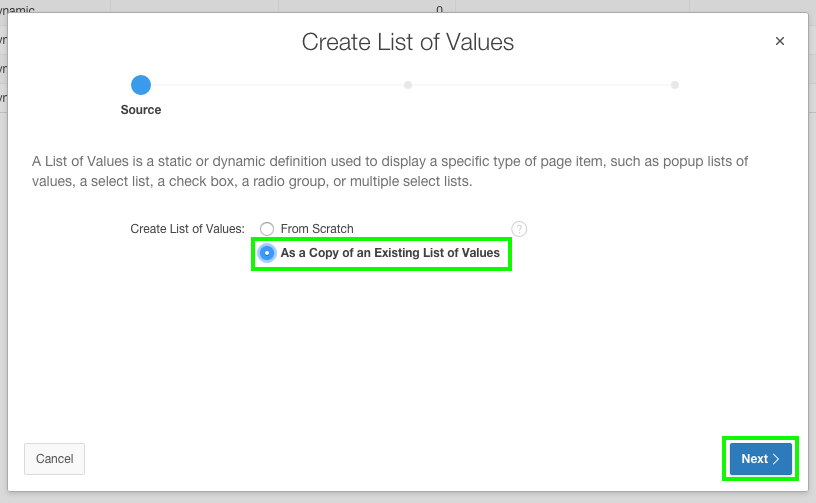 0
Create List of Values
Source
A List of Values is a static or dynamic definition used to display a specific type of page item, such as popup lists of
values, a select list, a check box, a radio group, or multiple select lists.
Create List of Values:
From Scratch
?
As a Copy of an Existing List of Values
Cancel
Next